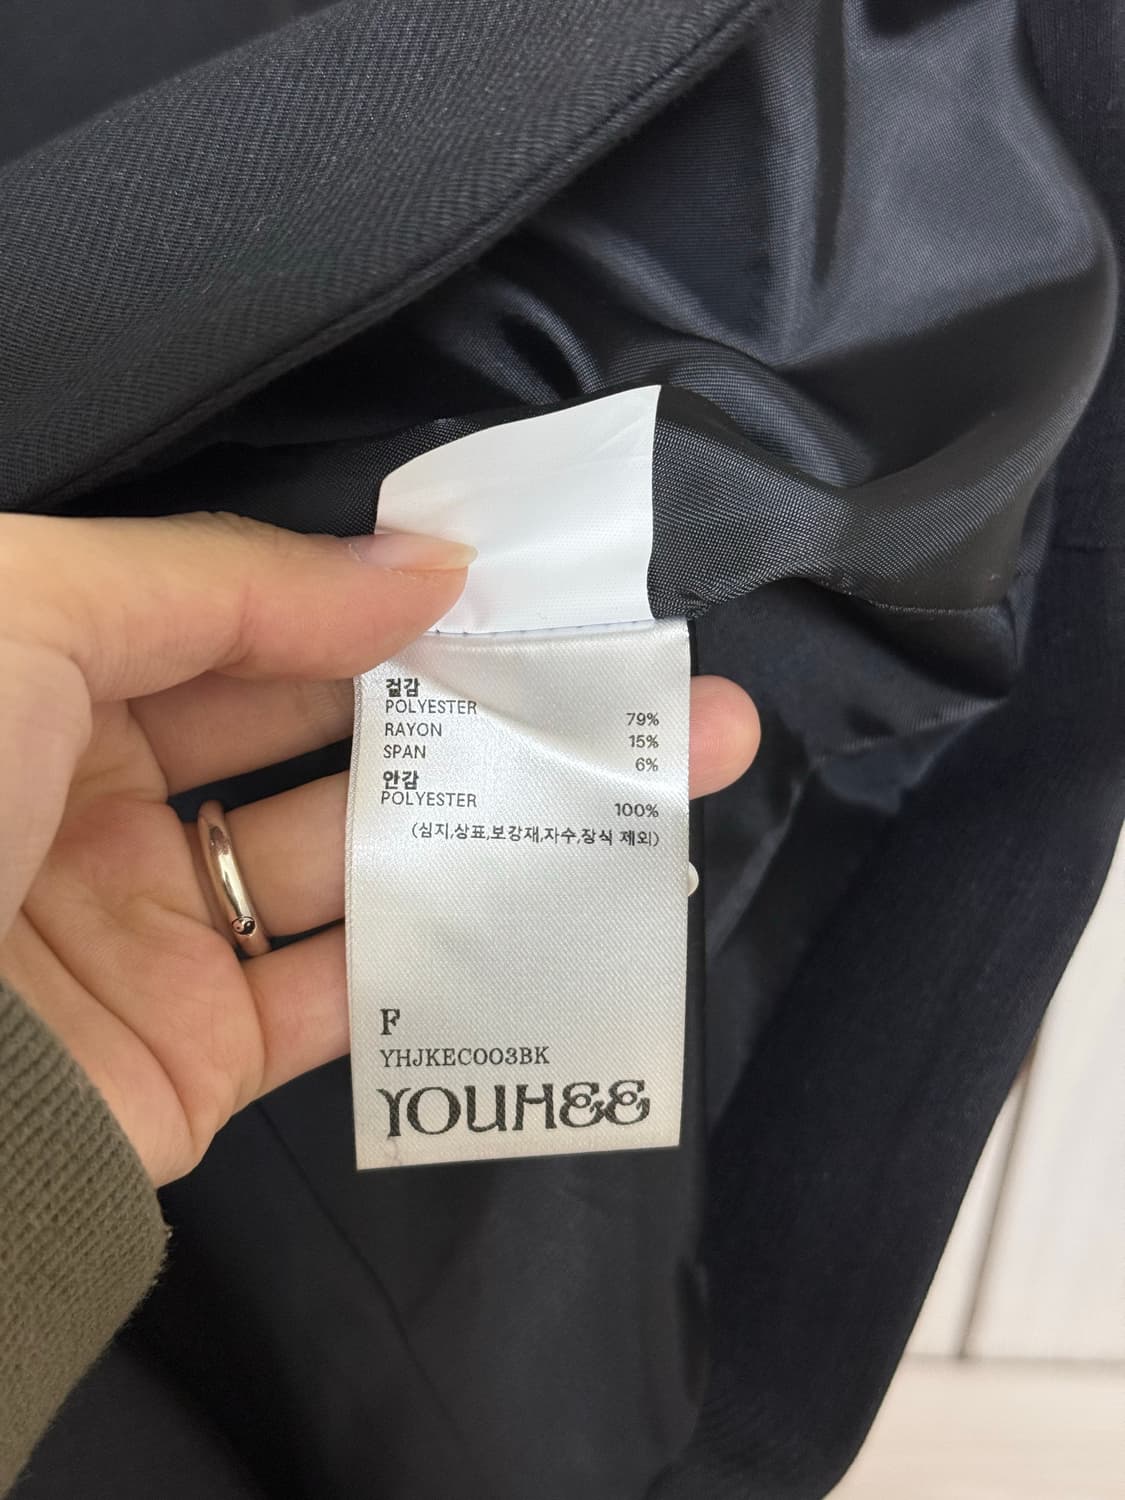 겉감
POLYESTER 79%
RAYON 15%
SPAN 6%
안감
POLYESTER 100%
(심지,상표,보강재,자수,장식 제외)
F
YHJKEC003BK
YOUHEE